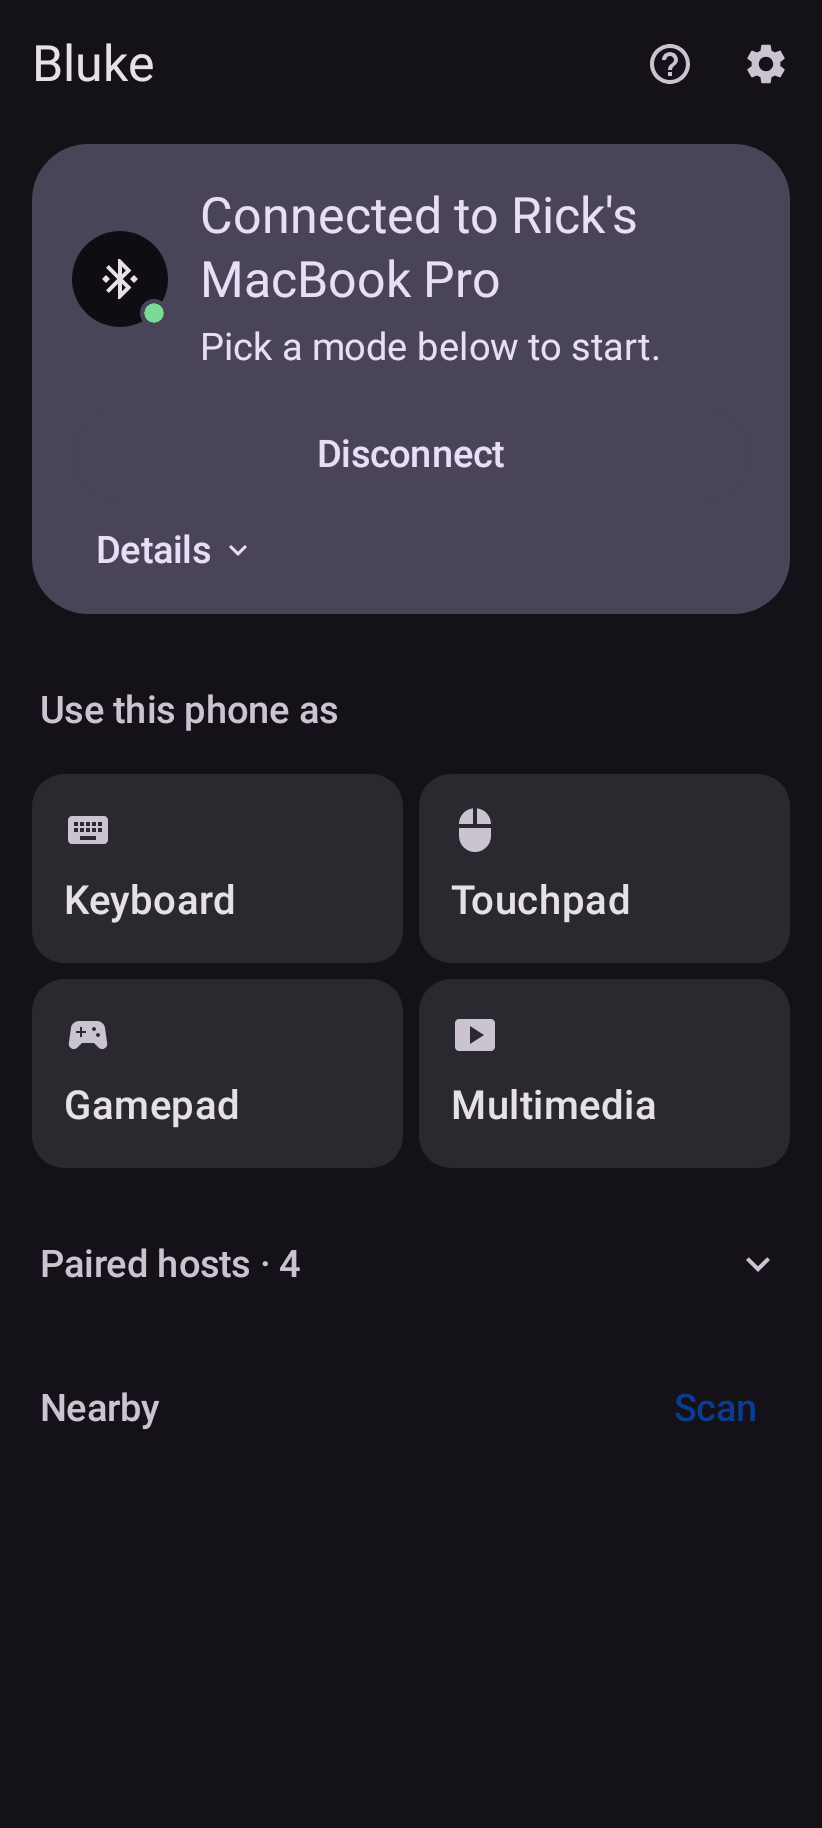 Bluke
Connected to Rick's
MacBook Pro
Pick a mode below to start.
Disconnect
Details
Use this phone as
Keyboard
Touchpad
Gamepad
Multimedia
Paired hosts · 4
Nearby
Scan